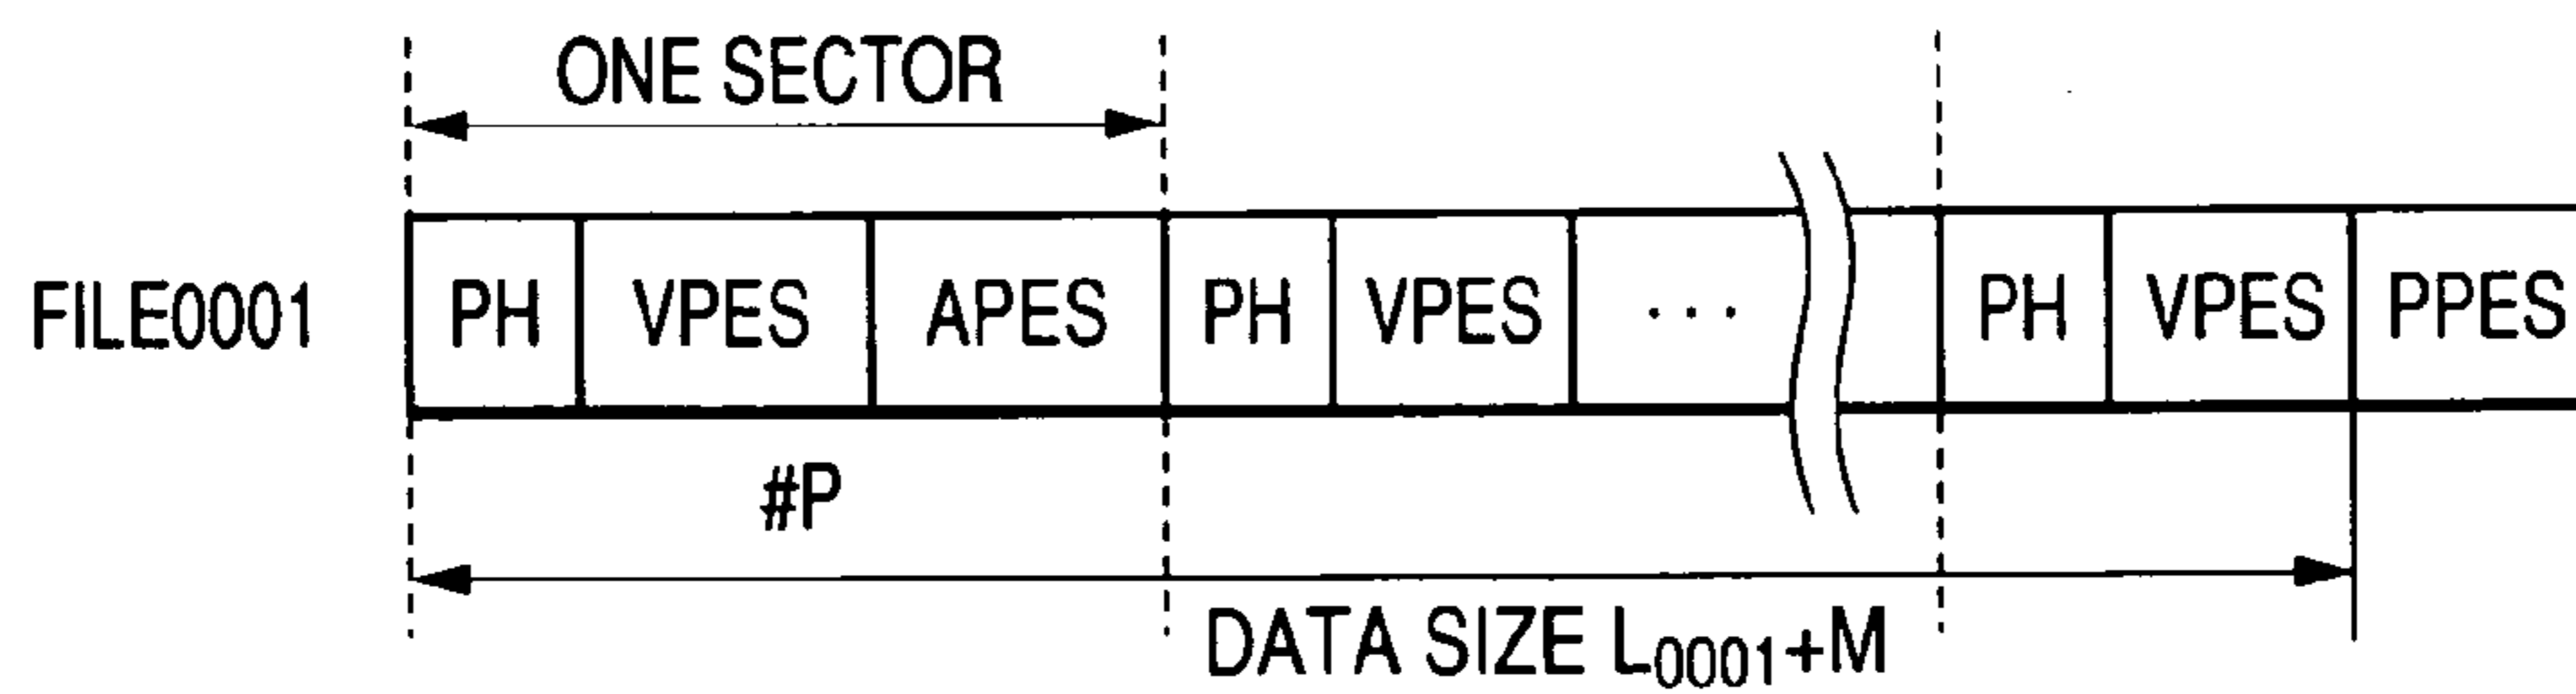 ONE SECTOR
FILE0001 PH VPES APES PH VPES ... PH VPES PPES
#P
DATA SIZE L0001+M